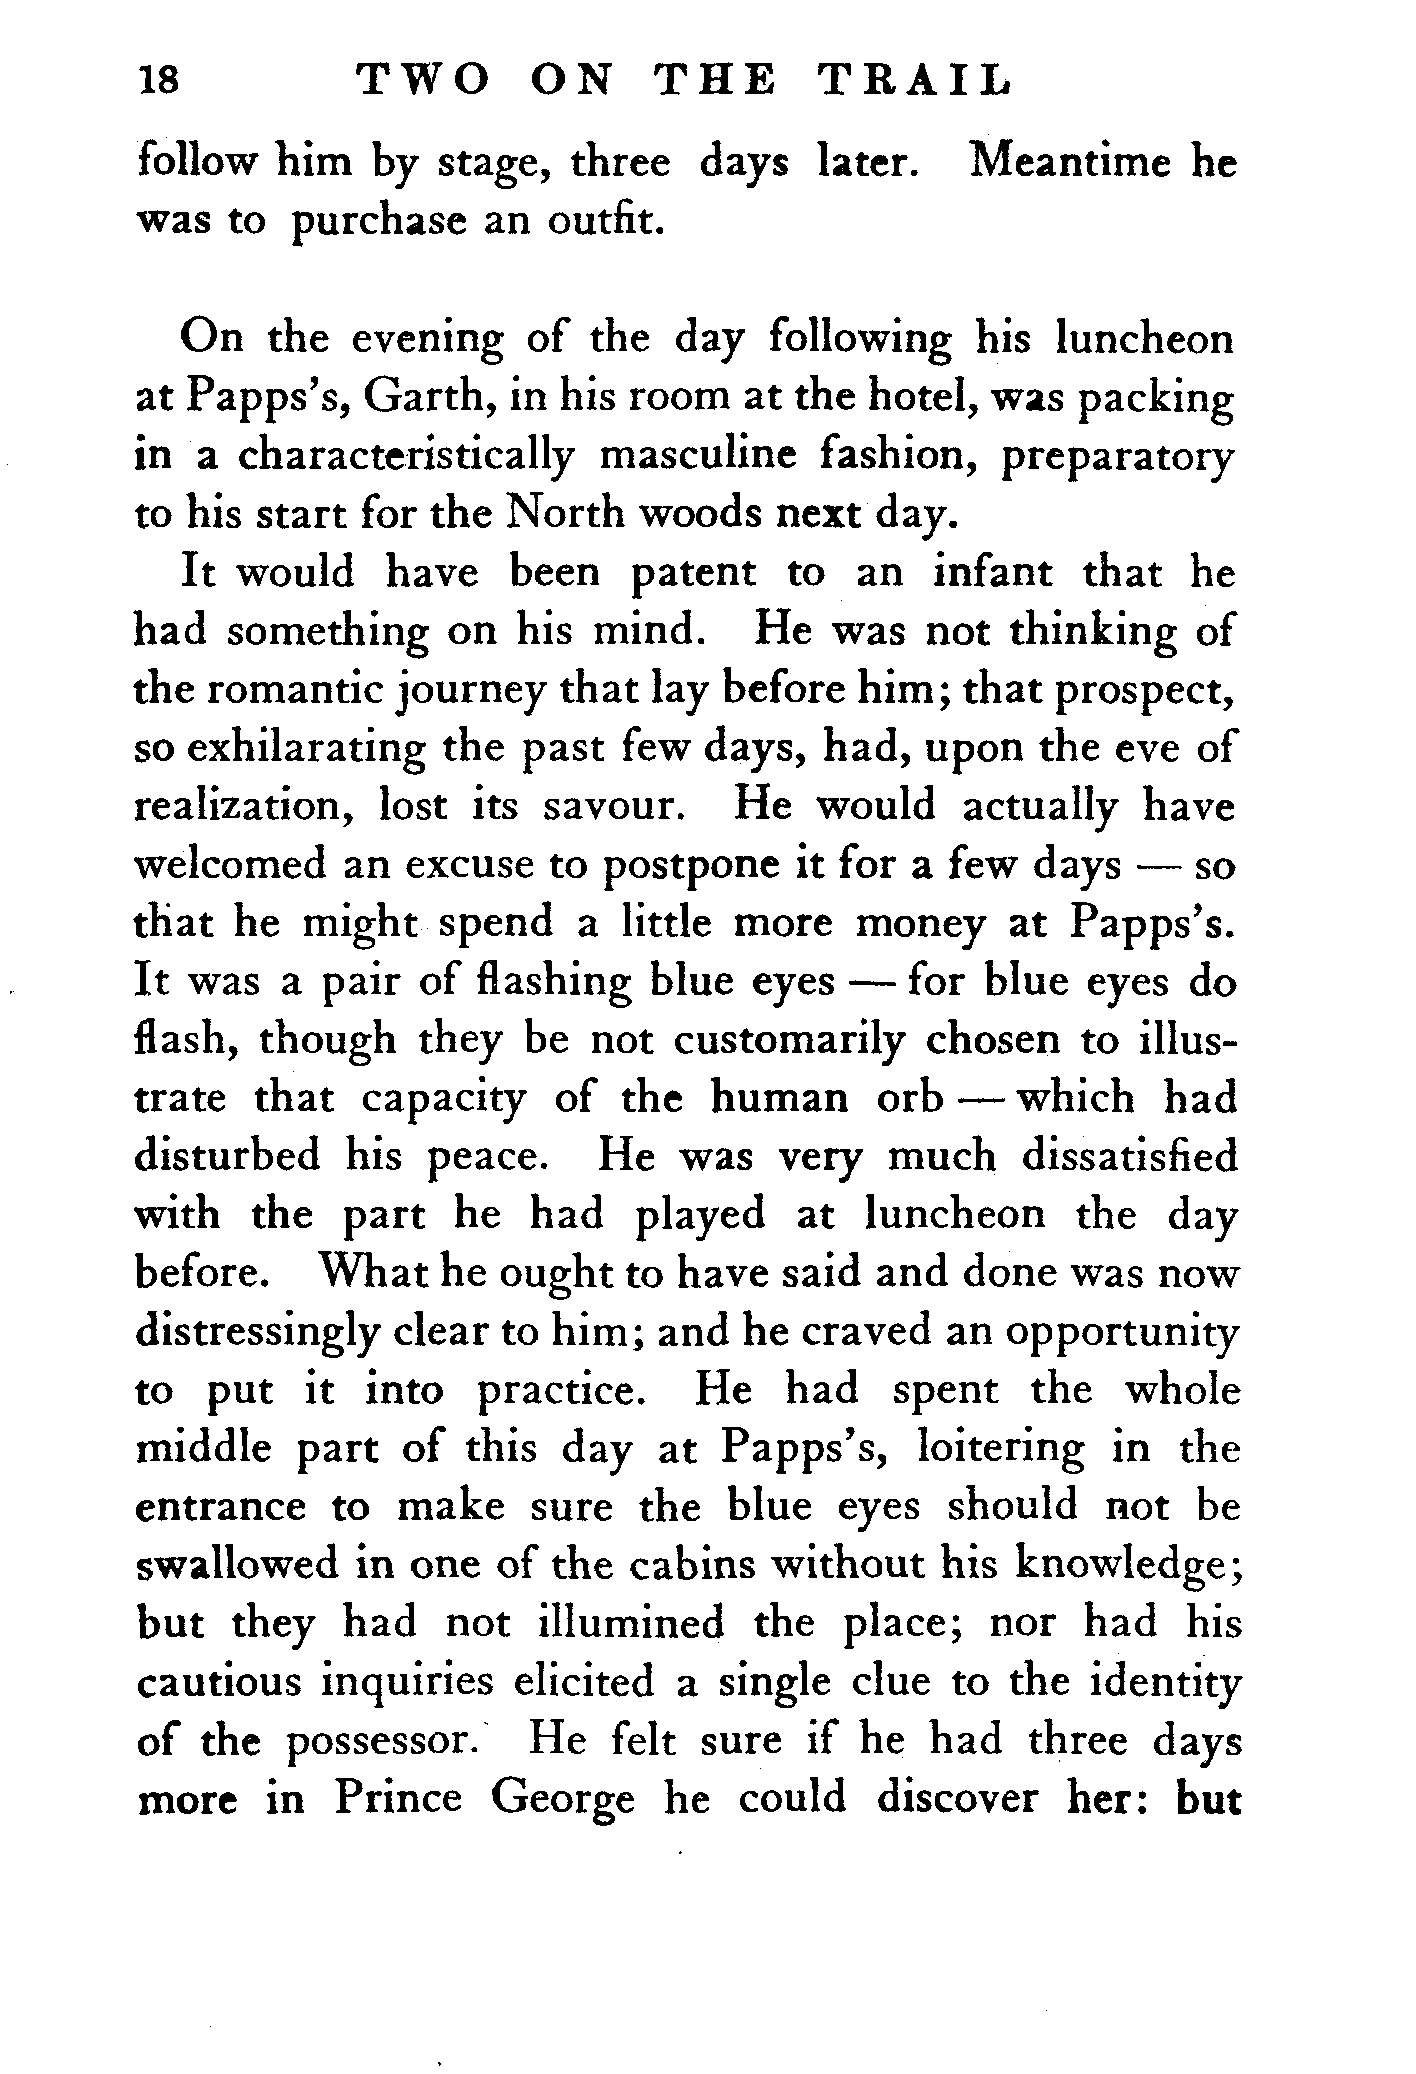 18 TWO ON THE TRAIL
follow him by stage, three days later. Meantime he
was to purchase an outfit.
On the evening of the day following his luncheon
at Papps's, Garth, in his room at the hotel, was packing
in a characteristically masculine fashion, preparatory
to his start for the North woods next day.
It would have been patent to an infant that he
had something on his mind. He was not thinking of
the romantic journey that lay before him; that prospect,
so exhilarating the past few days, had, upon the eve of
realization, lost its savour. He would actually have
welcomed an excuse to postpone it for a few days — so
that he might spend a little more money at Papps's.
It was a pair of flashing blue eyes — for blue eyes do
flash, though they be not customarily chosen to illus-
trate that capacity of the human orb — which had
disturbed his peace. He was very much dissatisfied
with the part he had played at luncheon the day
before. What he ought to have said and done was now
distressingly clear to him; and he craved an opportunity
to put it into practice. He had spent the whole
middle part of this day at Papps's, loitering in the
entrance to make sure the blue eyes should not be
swallowed in one of the cabins without his knowledge;
but they had not illumined the place; nor had his
cautious inquiries elicited a single clue to the identity
of the possessor. He felt sure if he had three days
more in Prince George he could discover her: but